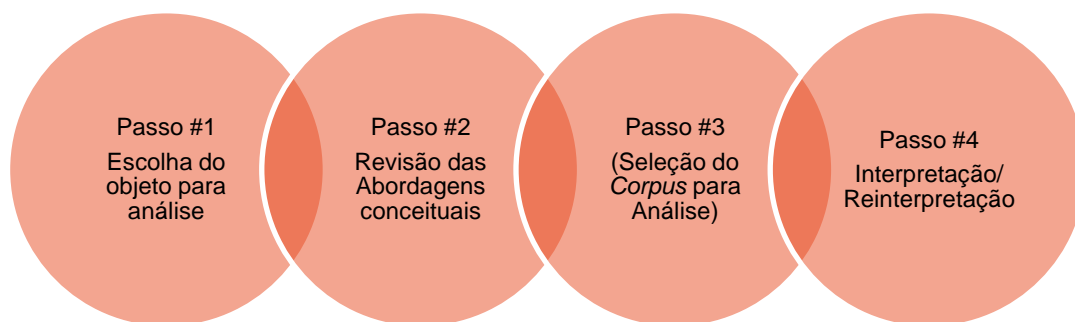 Passo #1
Escolha do
objeto para
análise
Passo #2
Revisão das
Abordagens
conceituais
Passo #3
(Seleção do
Corpus para
Análise)
Passo #4
Interpretação/
Reinterpretação